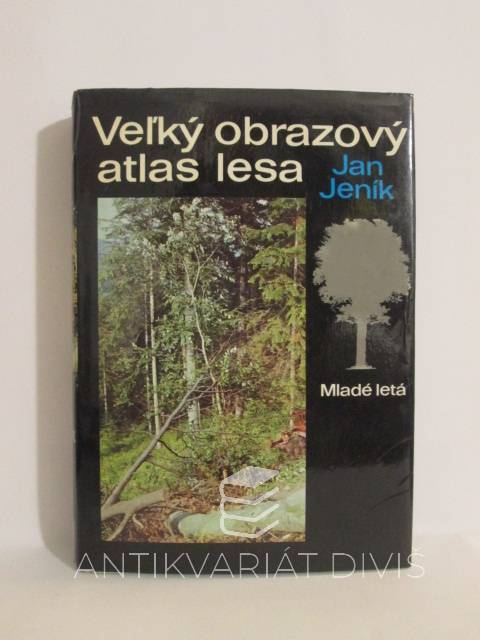 Veľký obrazový
atlas lesa
Jan
Jeník
Mladé letá
ANTIKVARIÁT DIVIŠ